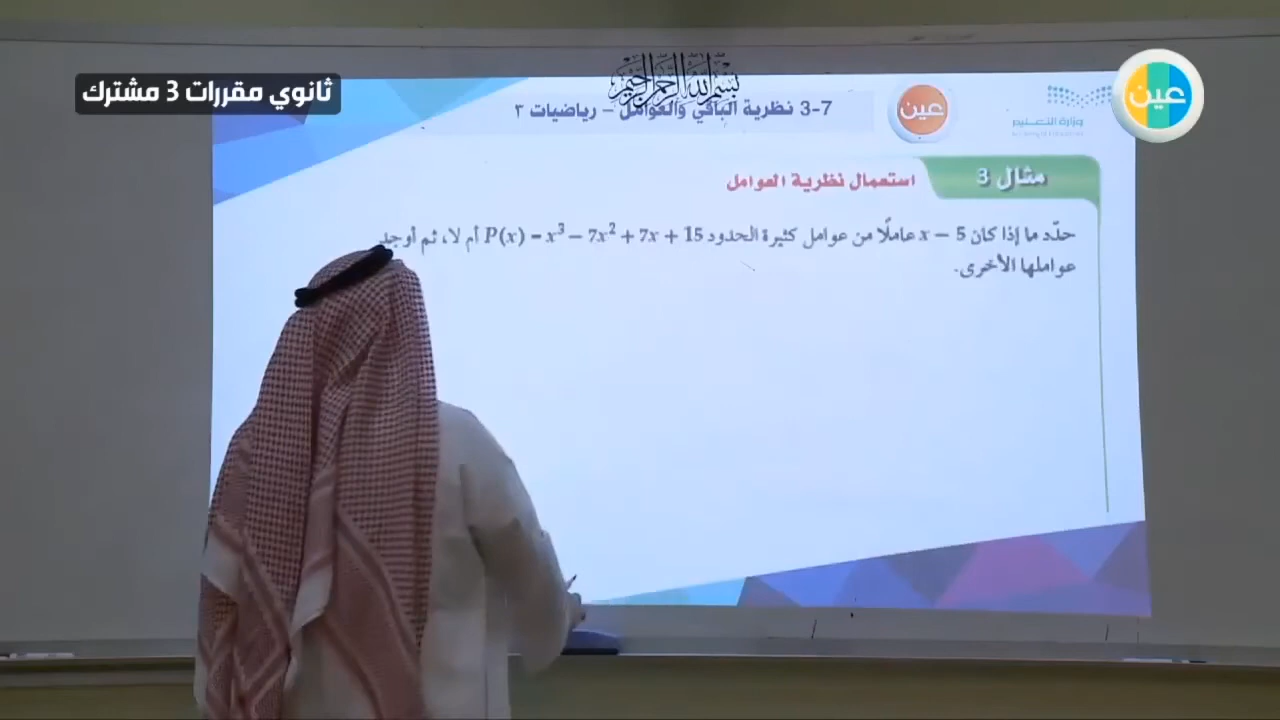 ثانوي مقررات 3 مشترك
بسم الله الرحمن الرحيم
3-7 نظرية الباقي والعوامل – رياضيات ٣
عين
وزارة التعليم
عين
مثال 3
استعمال نظرية العوامل
حدّد ما إذا كان x − 5 عاملًا من عوامل كثيرة الحدود P(x) = x³ − 7x² + 7x + 15 أم لا، ثم أوجد
عواملها الأخرى.